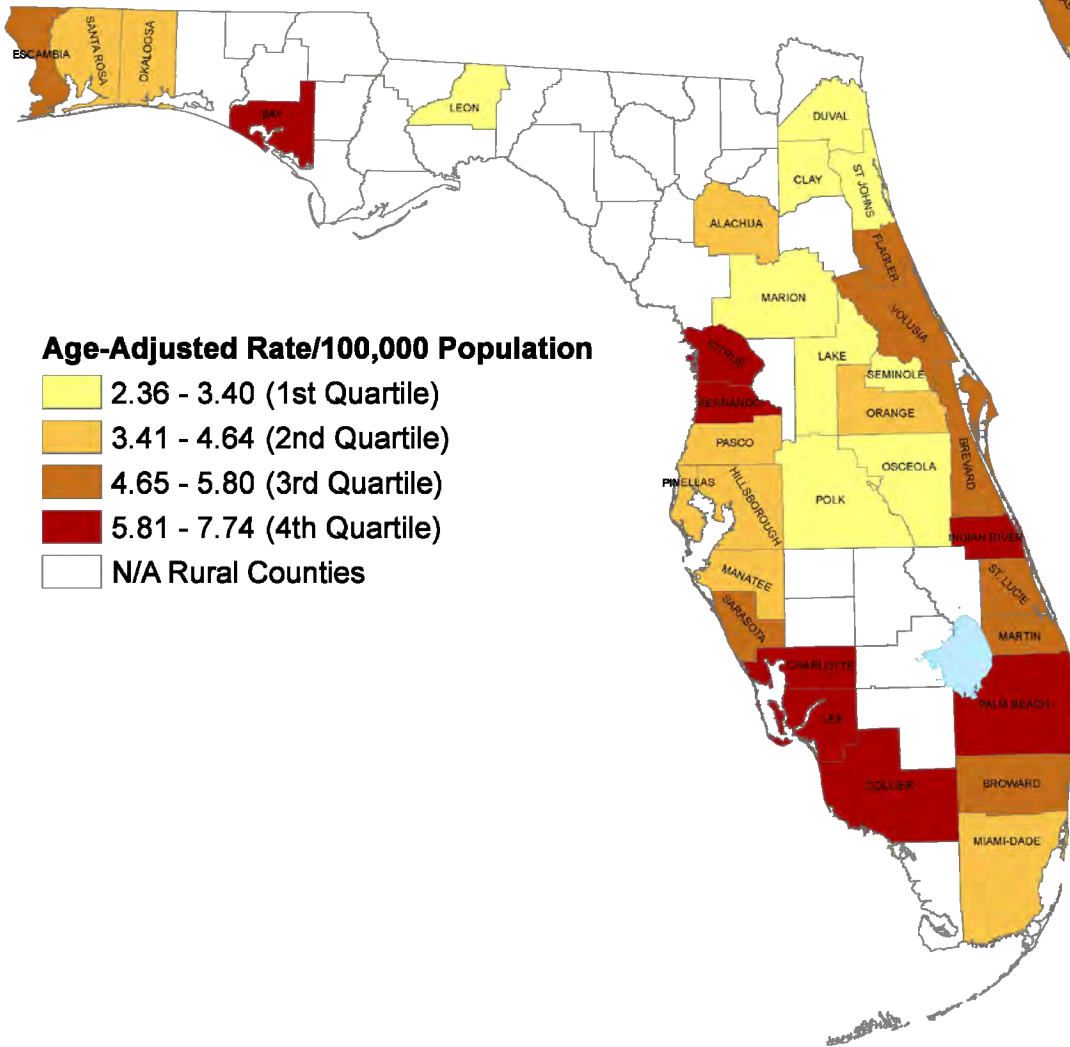 ESCAMBIA
SANTA ROSA
OKALOOSA
BAY
LEON
DUVAL
CLAY
ST JOHNS
ALACHUA
FLAGLER
MARION
VOLUSIA
Age-Adjusted Rate/100,000 Population
2.36 - 3.40 (1st Quartile)
3.41 - 4.64 (2nd Quartile)
4.65 - 5.80 (3rd Quartile)
5.81 - 7.74 (4th Quartile)
N/A Rural Counties
CITRUS
LAKE
SEMINOLE
HERNANDO
ORANGE
PASCO
BREVARD
OSCEOLA
PINELLAS
HILLSBOROUGH
POLK
INDIAN RIVER
MANATEE
ST. LUCIE
SARASOTA
MARTIN
CHARLOTTE
PALM BEACH
LEE
COLLIER
BROWARD
MIAMI-DADE